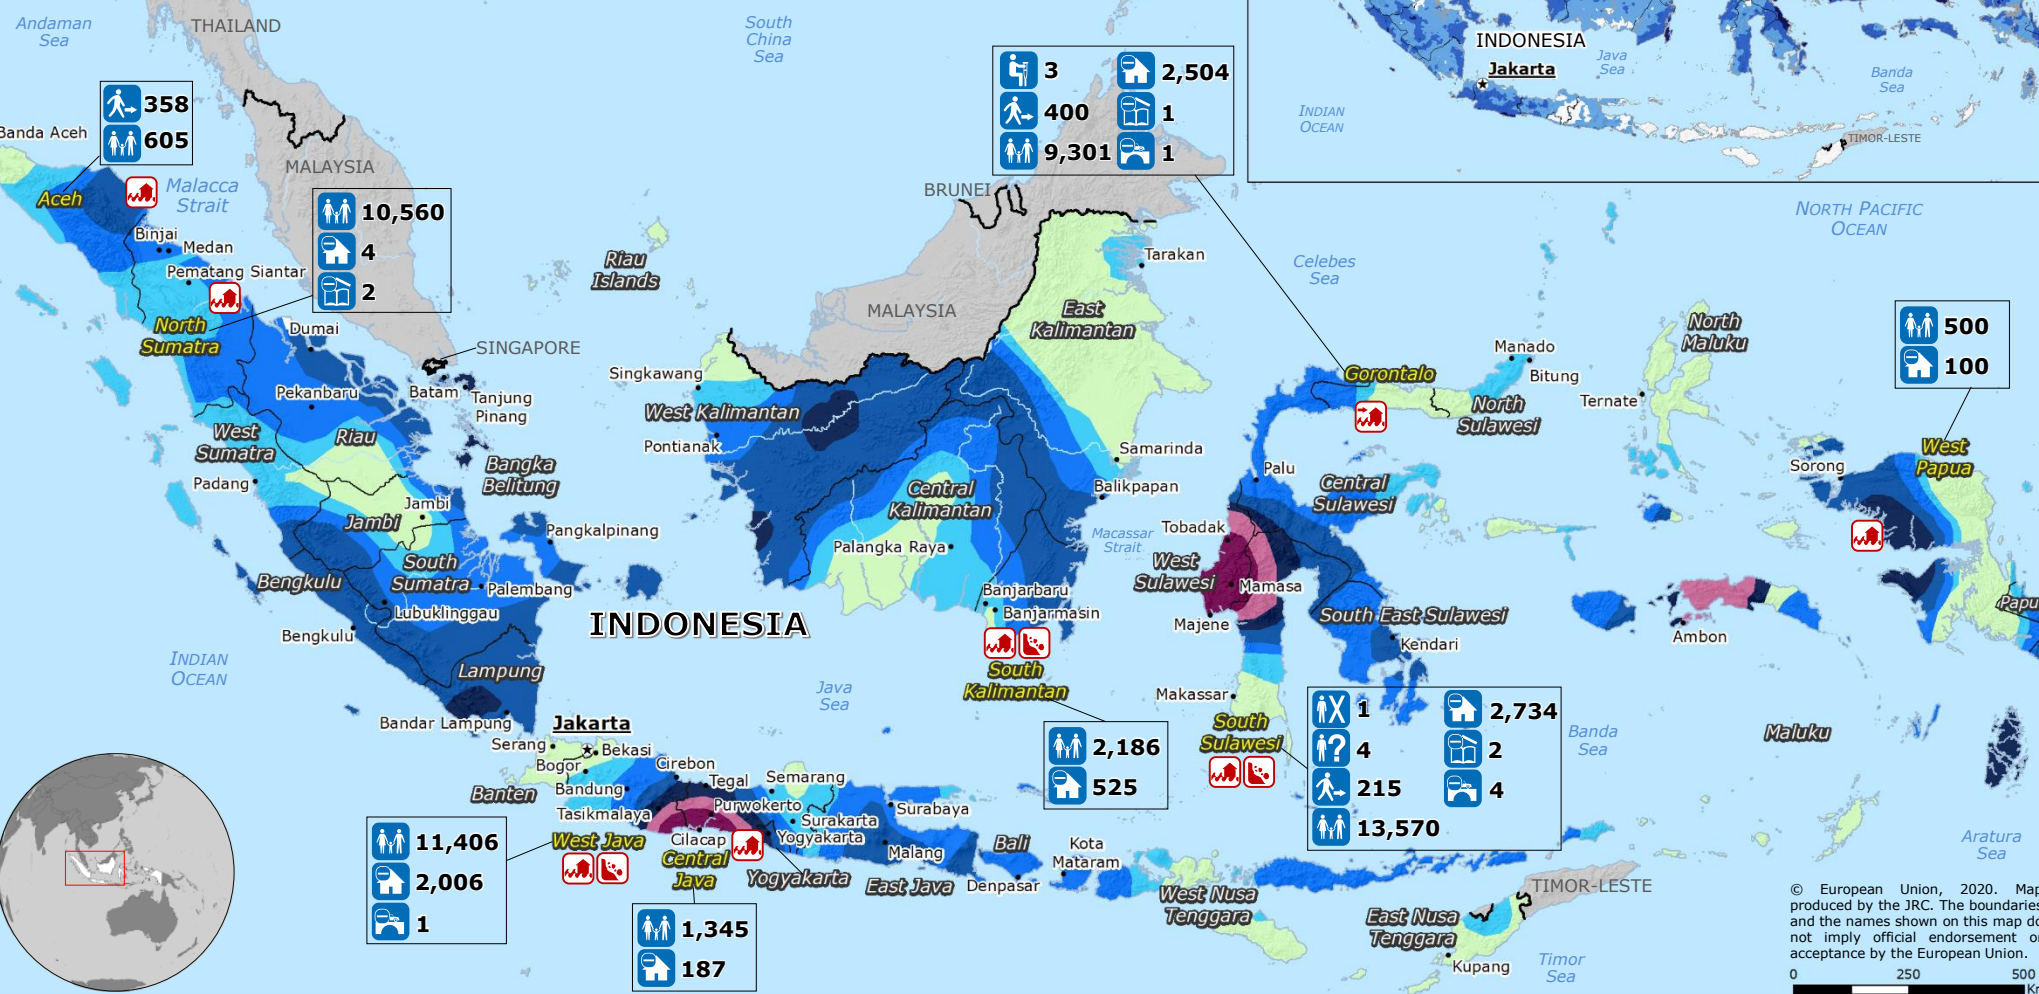 Andaman
Sea
THAILAND
South
China
Sea
3
2,504
400
1
9,301
1
INDONESIA
Jakarta
Java
Sea
Banda
Sea
INDIAN
OCEAN
TIMOR-LESTE
358
605
Banda Aceh
Aceh
Malacca
Strait
MALAYSIA
BRUNEI
NORTH PACIFIC
OCEAN
10,560
4
2
Binjai
Medan
Pematang Siantar
North
Sumatra
Riau
Islands
Tarakan
Celebes
Sea
MALAYSIA
East
Kalimantan
North
Maluku
500
100
Dumai
SINGAPORE
Singkawang
Manado
Bitung
Gorontalo
Ternate
North
Sulawesi
Pekanbaru
Batam
Tanjung
Pinang
West Kalimantan
Pontianak
West
Sumatra
Riau
Samarinda
West
Papua
Sorong
Padang
Bangka
Belitung
Central
Kalimantan
Balikpapan
Palu
Central
Sulawesi
Jambi
Jambi
Pangkalpinang
Palangka Raya
Macassar
Strait
Tobadak
West
Sulawesi
Mamasa
Bengkulu
South
Sumatra
Palembang
Lubuklinggau
Banjarbaru
Banjarmasin
Majene
South East Sulawesi
Kendari
Ambon
Papu
INDONESIA
Bengkulu
INDIAN
OCEAN
Lampung
South
Kalimantan
Java
Sea
Makassar
South
Sulawesi
Bandar Lampung
Jakarta
Serang
Bekasi
Bogor
Cirebon
Tegal
Semarang
Banten
Bandung
Purwokerto
Surabaya
Tasikmalaya
Surakarta
West Java
Cilacap
Yogyakarta
Malang
Central
Java
Yogyakarta
East Java
Bali
Denpasar
Kota
Mataram
2,186
525
1
2,734
4
2
215
4
13,570
Banda
Sea
Maluku
Aratura
Sea
11,406
2,006
1
1,345
187
West Nusa
Tenggara
TIMOR-LESTE
East Nusa
Tenggara
Kupang
Timor
Sea
© European Union, 2020. Map
produced by the JRC. The boundaries
and the names shown on this map do
not imply official endorsement or
acceptance by the European Union.
0 250 500
Km